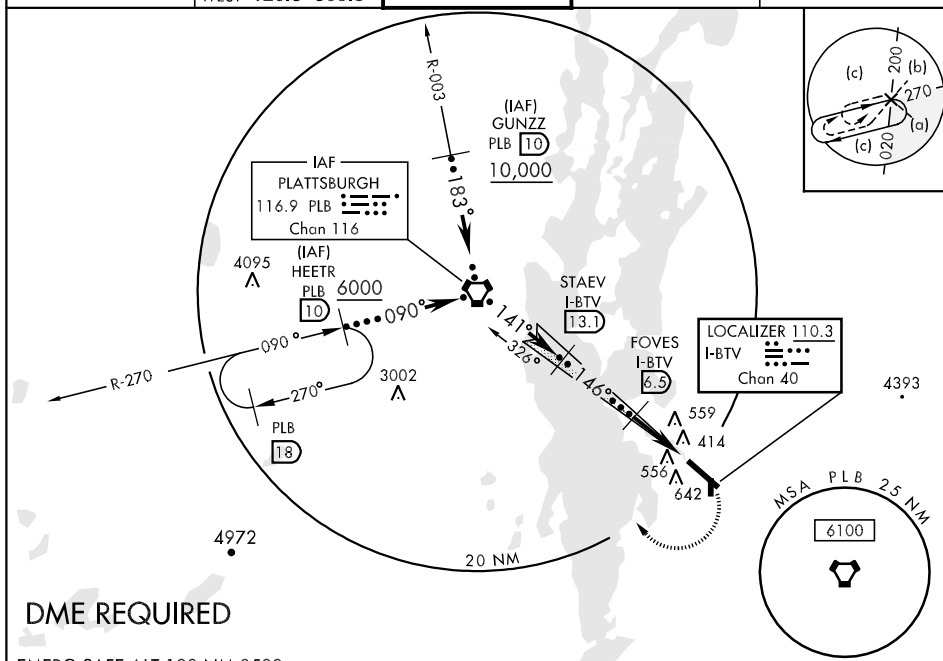 R-003
(IAF)
GUNZZ
PLB 10
10,000
183°
IAF
PLATTSBURGH
116.9 PLB
Chan 116
(c)
200
(b)
270
(a)
(c)
020
4095
(IAF)
HEETR
PLB 6000
10
090°
090°
R-270
270°
3002
PLB
18
141°
326°
STAEV
I-BTV
13.1
146°
FOVES
I-BTV
6.5
LOCALIZER 110.3
I-BTV
Chan 40
4393
559
414
556
642
4972
20 NM
MSA PLB 25 NM
6100
DME REQUIRED